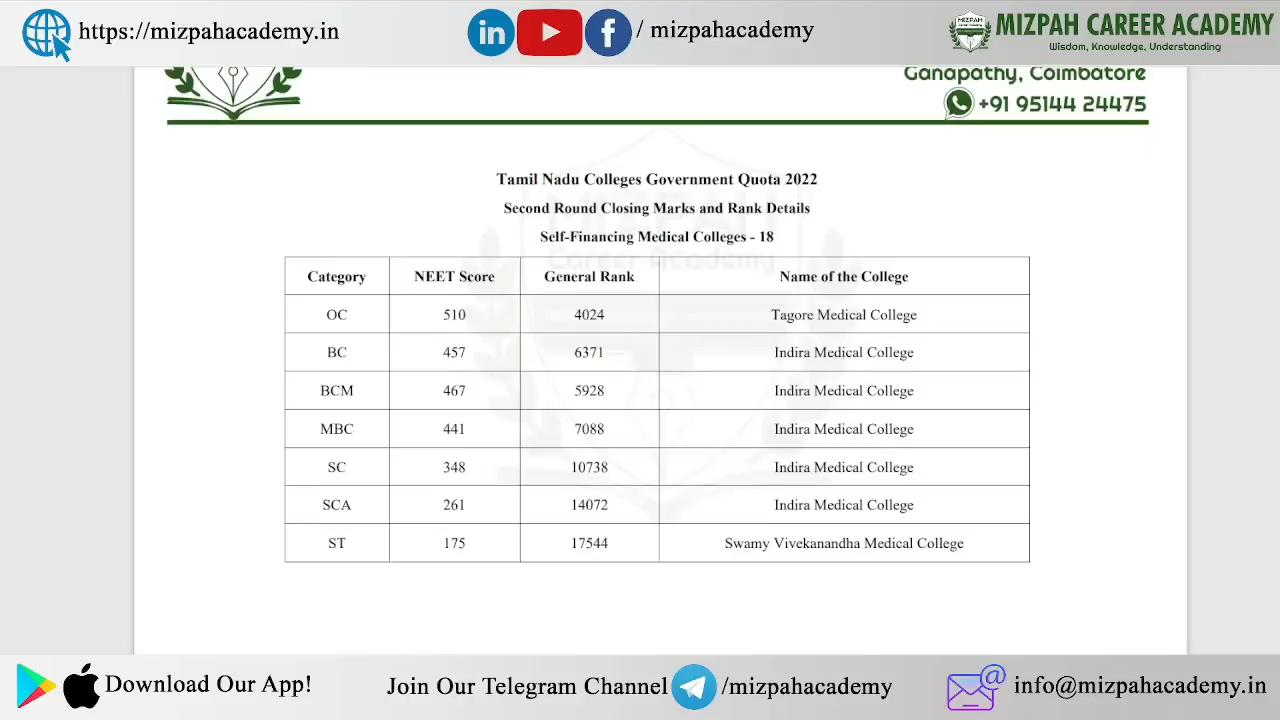 https://mizpahacademy.in
in
f
/ mizpahacademy
MIZPAH
MIZPAH CAREER ACADEMY
Wisdom, Knowledge, Understanding
Ganapathy, Coimbatore
+91 95144 24475
Tamil Nadu Colleges Government Quota 2022
Second Round Closing Marks and Rank Details
Self-Financing Medical Colleges - 18
Career Academy
Category NEET Score General Rank Name of the College
OC 510 4024 Tagore Medical College
BC 457 6371 Indira Medical College
BCM 467 5928 Indira Medical College
MBC 441 7088 Indira Medical College
SC 348 10738 Indira Medical College
SCA 261 14072 Indira Medical College
ST 175 17544 Swamy Vivekanandha Medical College
Download Our App!
Join Our Telegram Channel /mizpahacademy
@
info@mizpahacademy.in